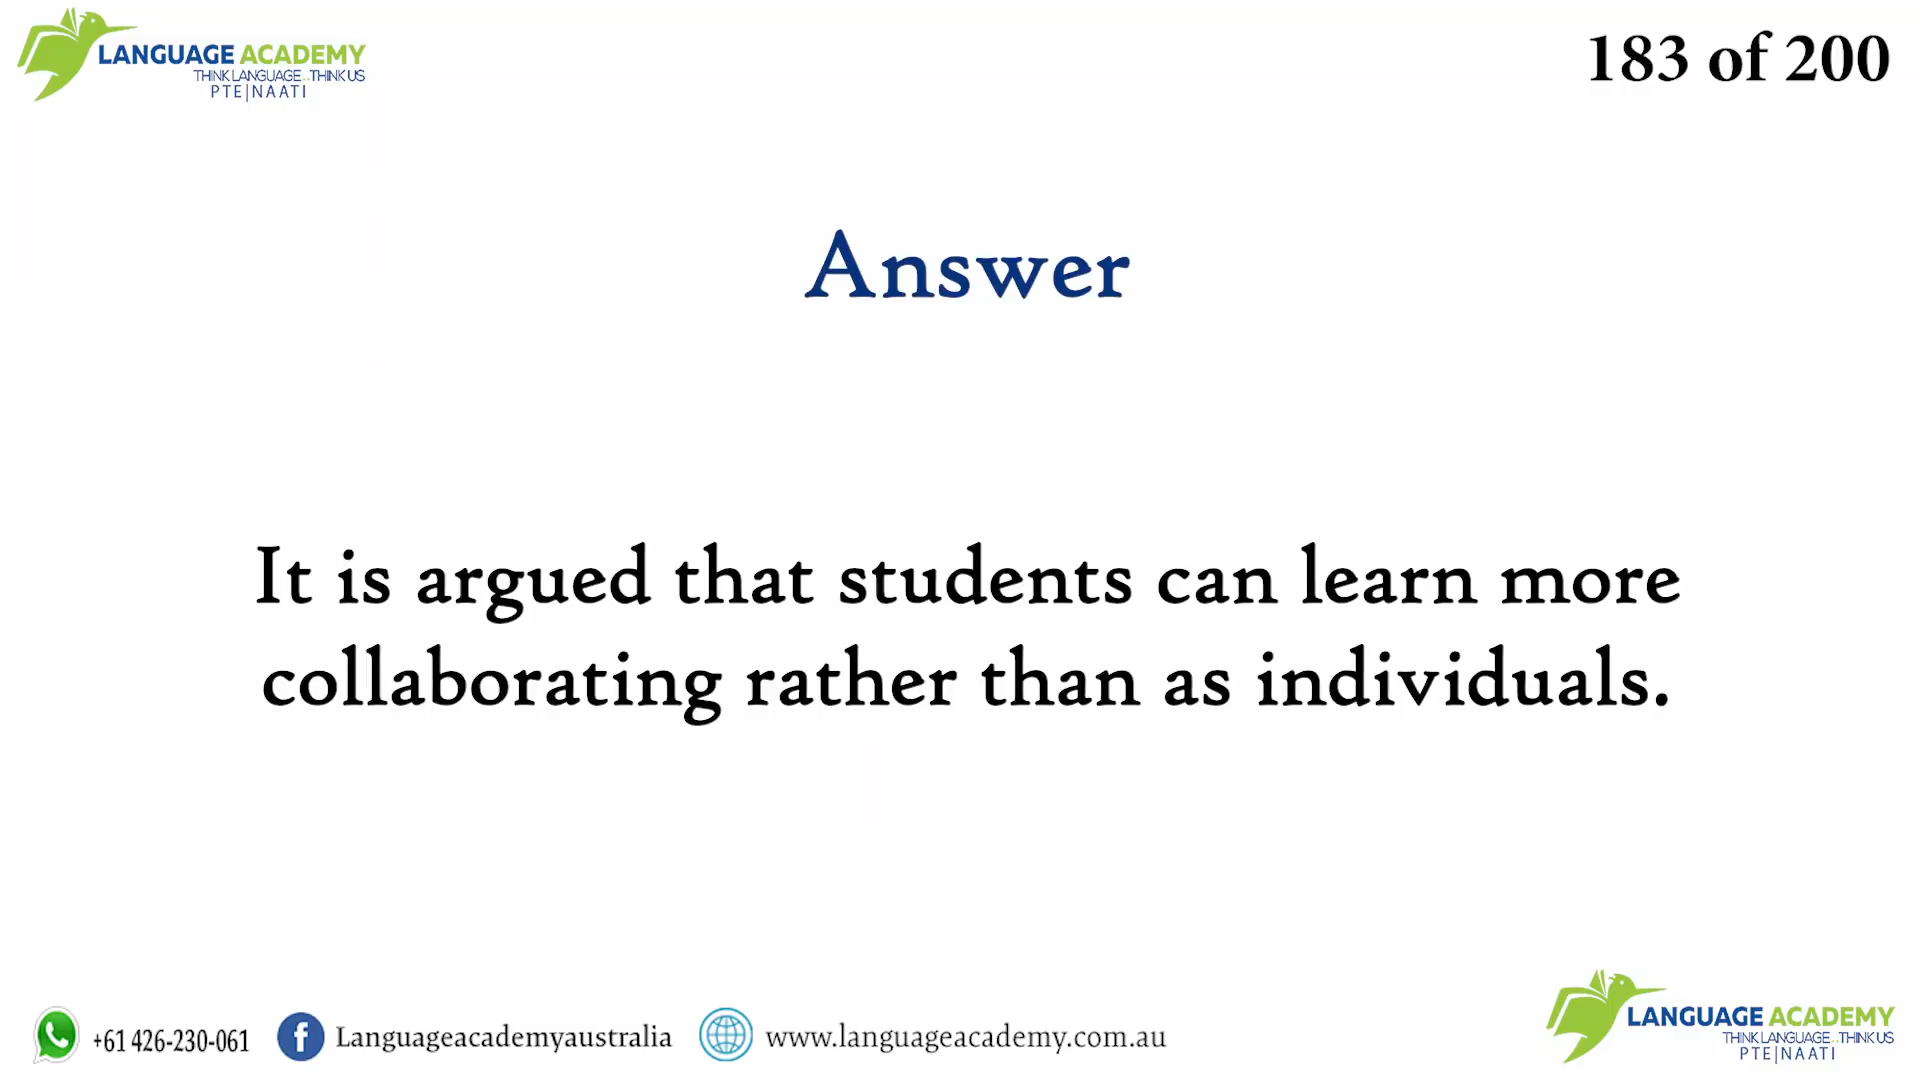 LANGUAGE ACADEMY
THINK LANGUAGE..THINK US
PTE|NAATI
183 of 200
Answer
It is argued that students can learn more
collaborating rather than as individuals.
+61 426-230-061
Languageacademyaustralia
www.languageacademy.com.au
LANGUAGE ACADEMY
THINK LANGUAGE..THINK US
PTE|NAATI